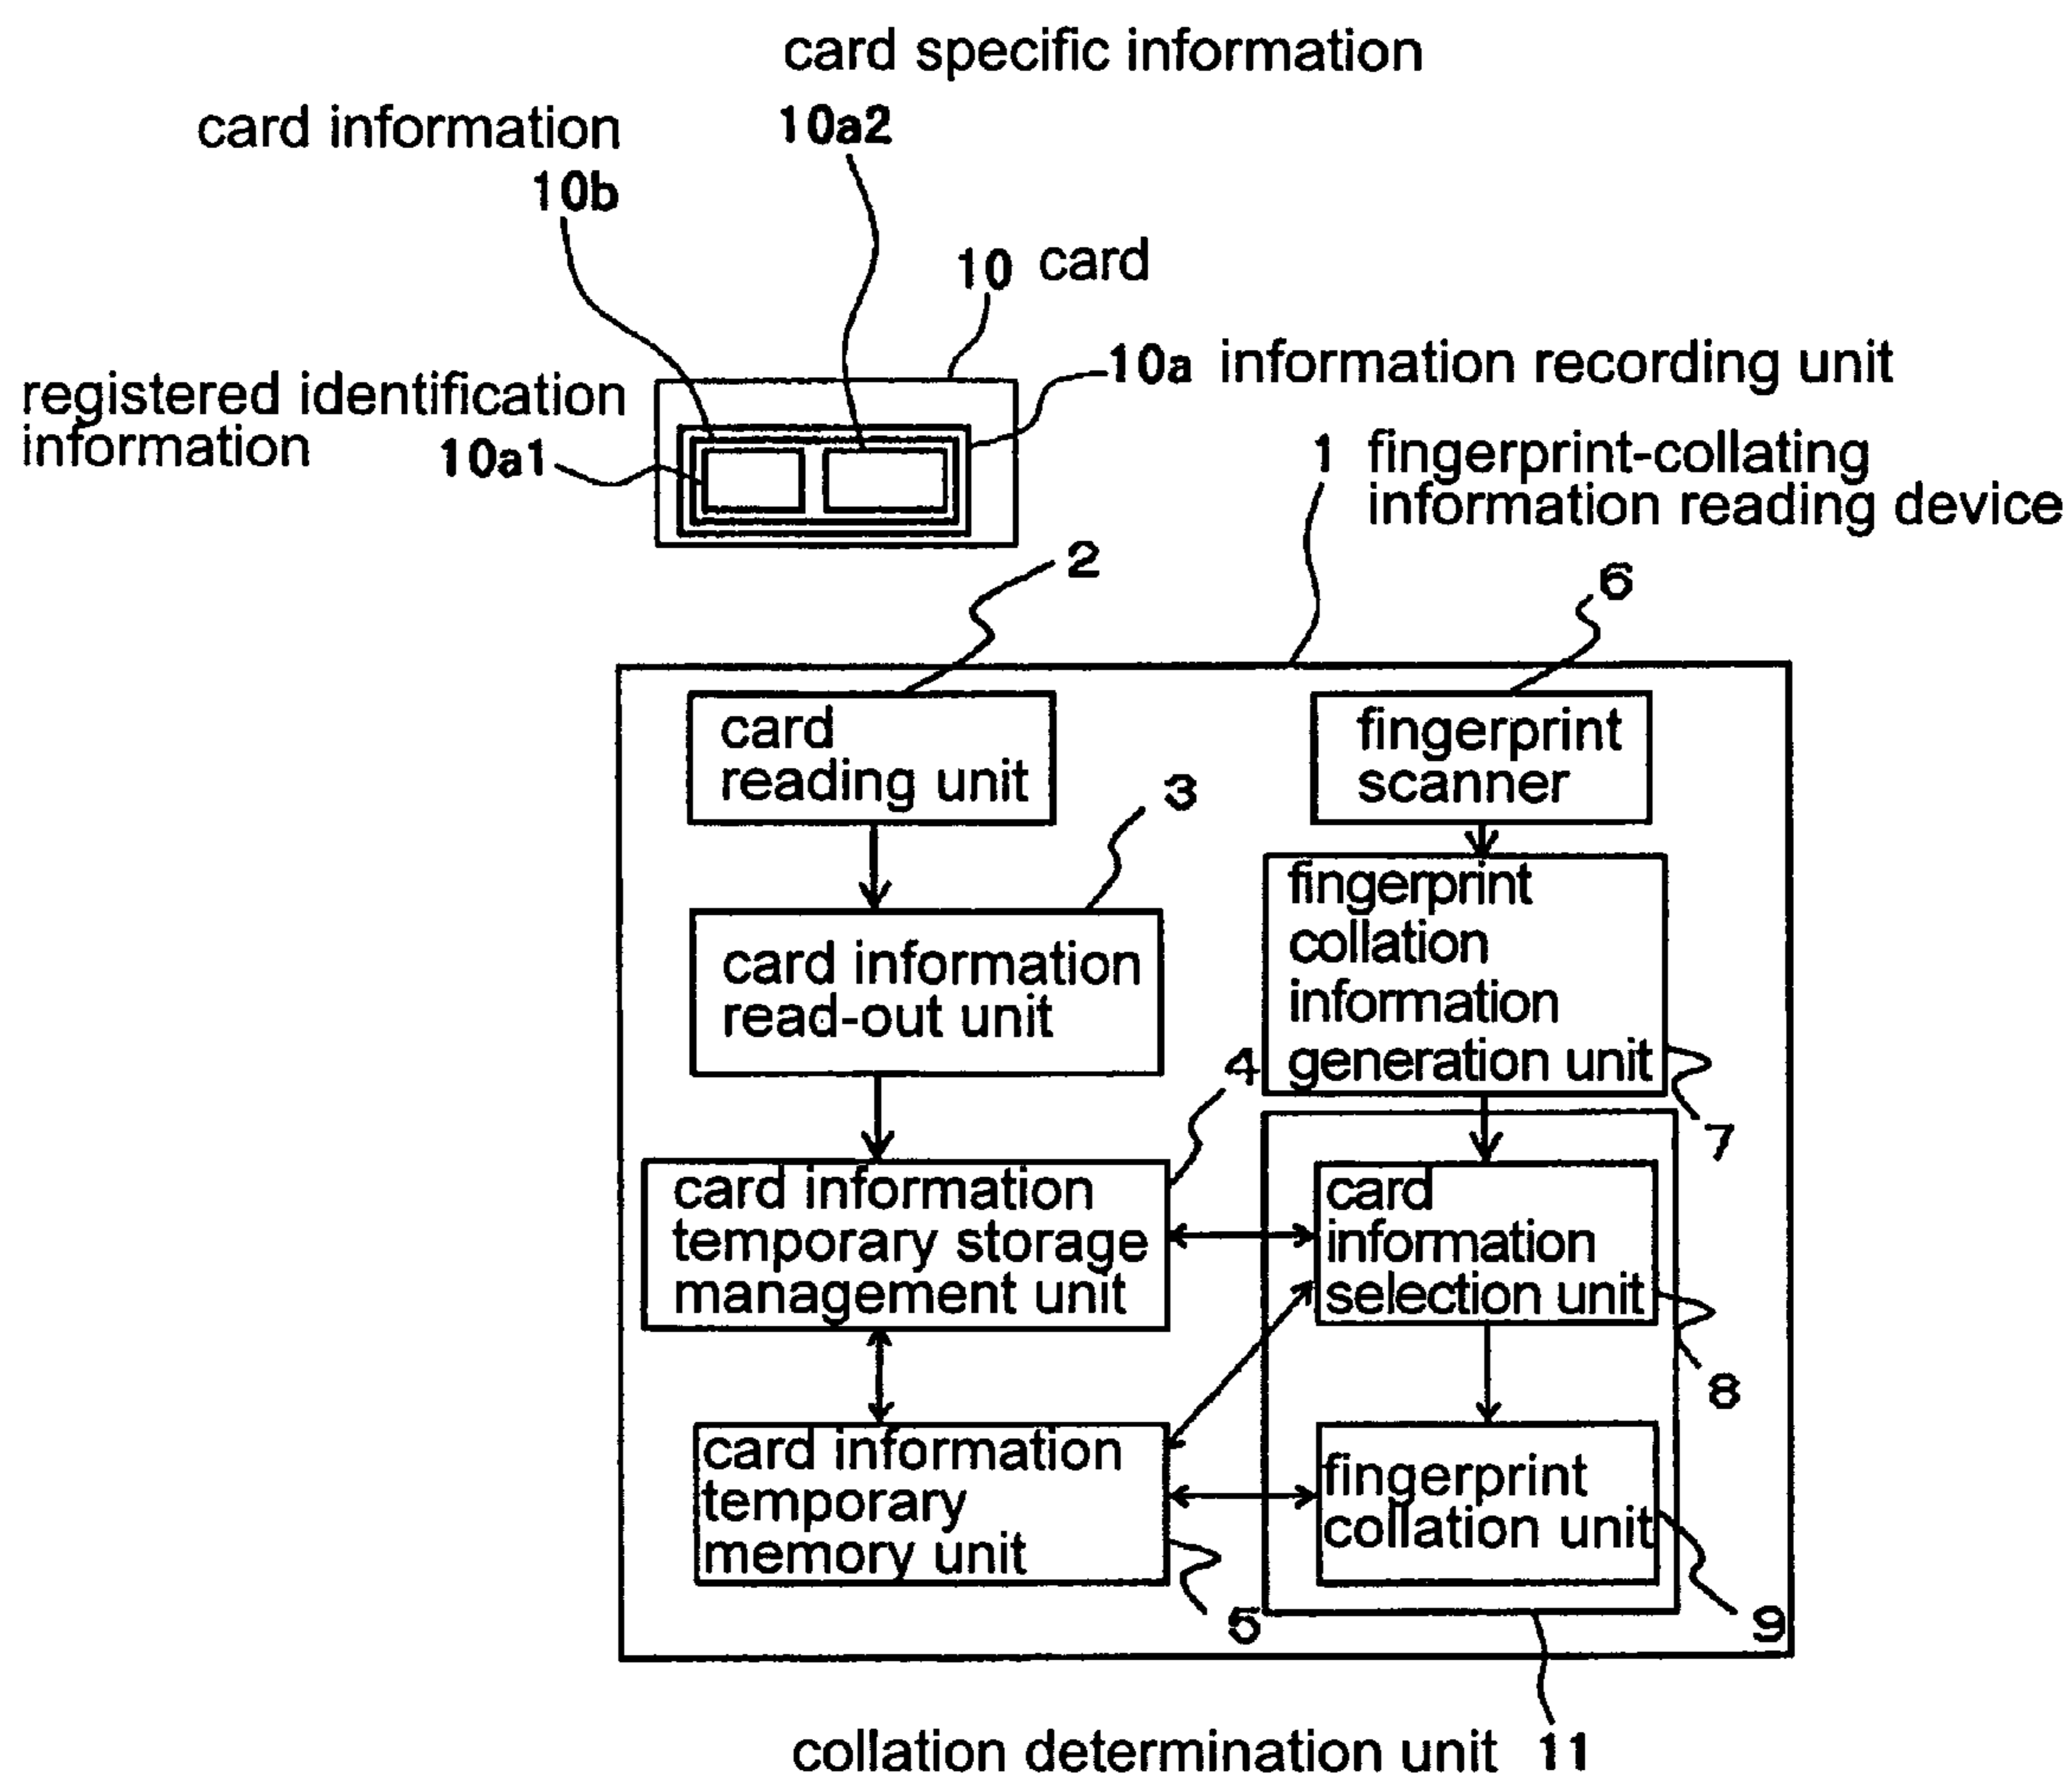 card specific information
10a2
card information
10b
10 card
10a information recording unit
registered identification
information 10a1
1 fingerprint-collating
information reading device
2
6
card
reading unit
fingerprint
scanner
3
fingerprint
collation
information
generation unit
7
card information
read-out unit
4
card information
temporary storage
management unit
card
information
selection unit
8
card information
temporary
memory unit
5
fingerprint
collation unit
9
collation determination unit 11